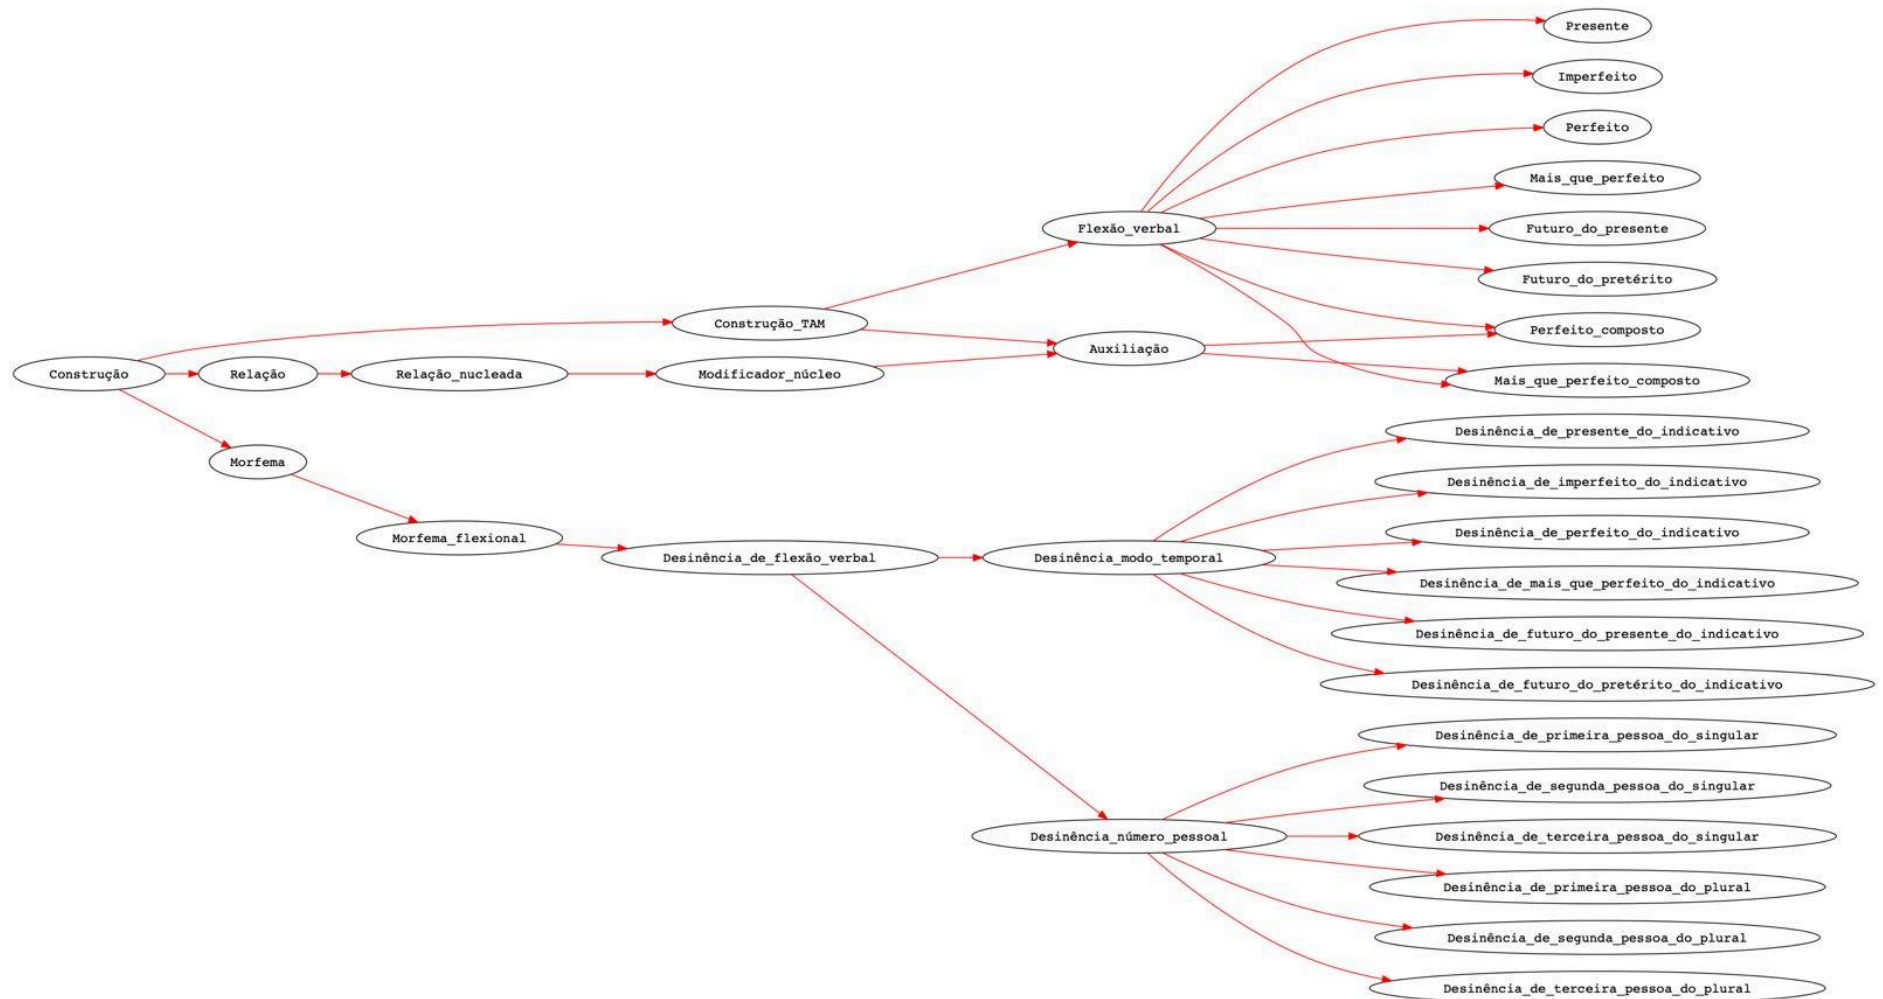 Presente
Imperfeito
Perfeito
Mais_que_perfeito
Flexão_verbal
Futuro_do_presente
Futuro_do_pretérito
Construção_TAM
Perfeito_composto
Auxiliação
Construção
Relação
Relação_nucleada
Modificador_núcleo
Mais_que_perfeito_composto
Desinência_de_presente_do_indicativo
Morfema
Desinência_de_imperfeito_do_indicativo
Morfema_flexional
Desinência_de_perfeito_do_indicativo
Desinência_de_flexão_verbal
Desinência_modo_temporal
Desinência_de_mais_que_perfeito_do_indicativo
Desinência_de_futuro_do_presente_do_indicativo
Desinência_de_futuro_do_pretérito_do_indicativo
Desinência_de_primeira_pessoa_do_singular
Desinência_de_segunda_pessoa_do_singular
Desinência_número_pessoal
Desinência_de_terceira_pessoa_do_singular
Desinência_de_primeira_pessoa_do_plural
Desinência_de_segunda_pessoa_do_plural
Desinência_de_terceira_pessoa_do_plural